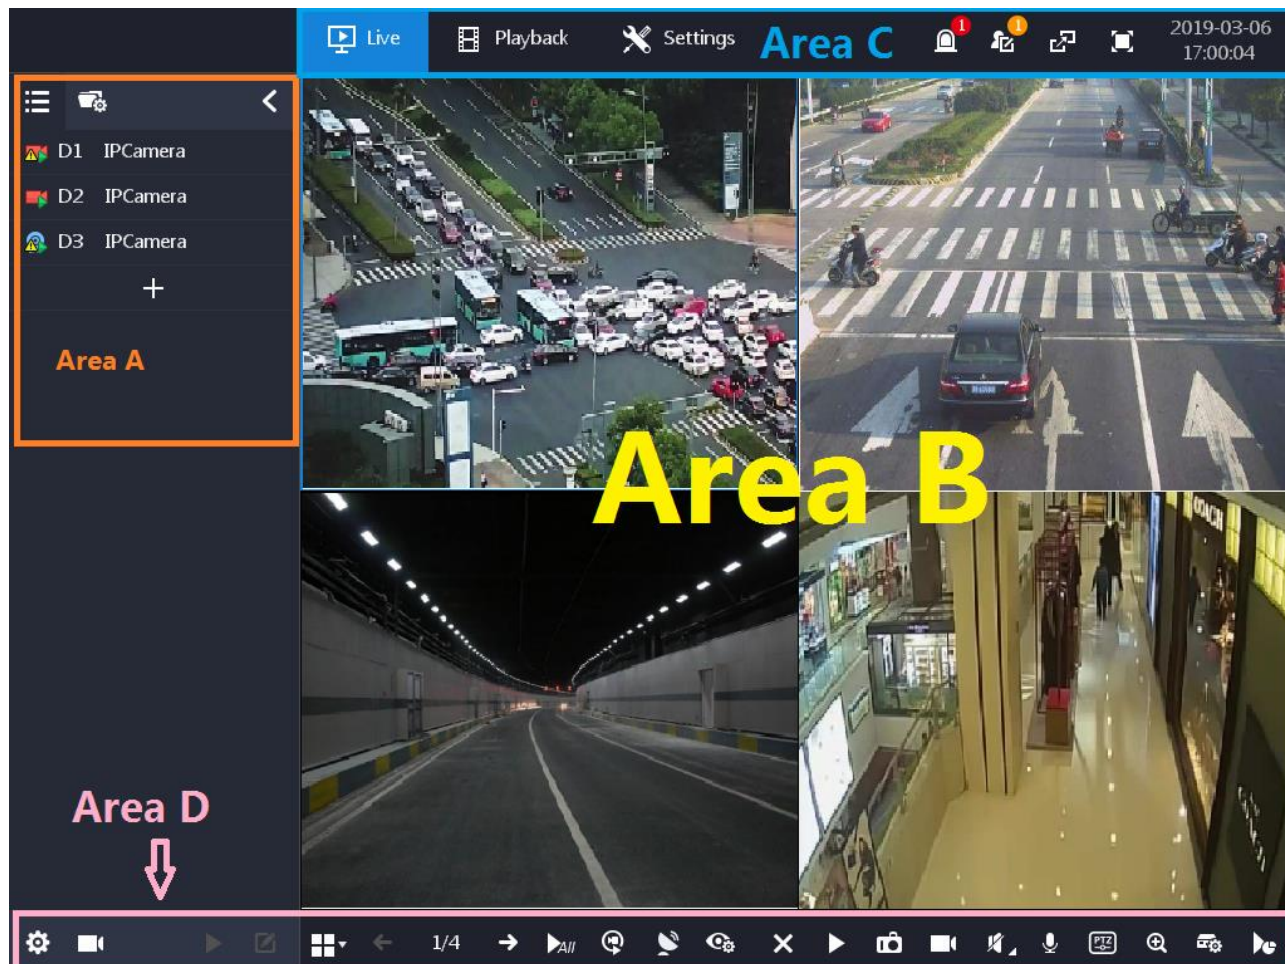 Live
Playback
Settings
Area C
1
1
2019-03-06
17:00:04
D1 IPCamera
D2 IPCamera
D3 IPCamera
Area A
Area B
COACH
Area D
1/4
All
PTZ